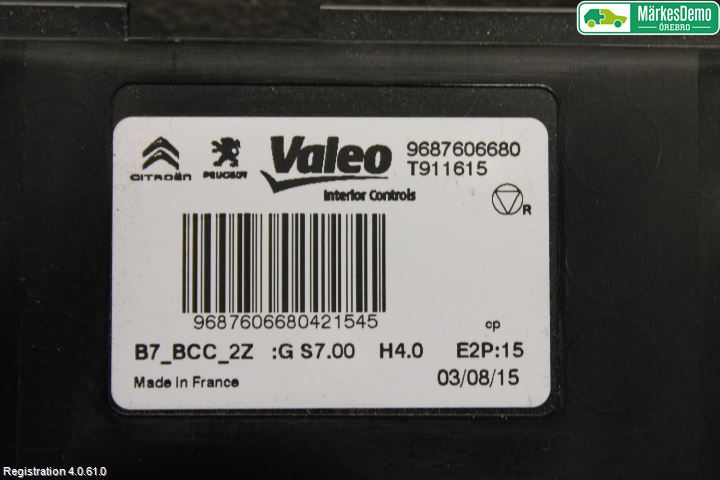 MärkesDemo
ÖREBRO
CITROËN PEUGEOT Valeo 9687606680
T911615
Interior Controls
R
9687606680421545
cp
B7_BCC_2Z :G S7.00 H4.0 E2P:15
Made in France 03/08/15
Registration 4.0.61.0